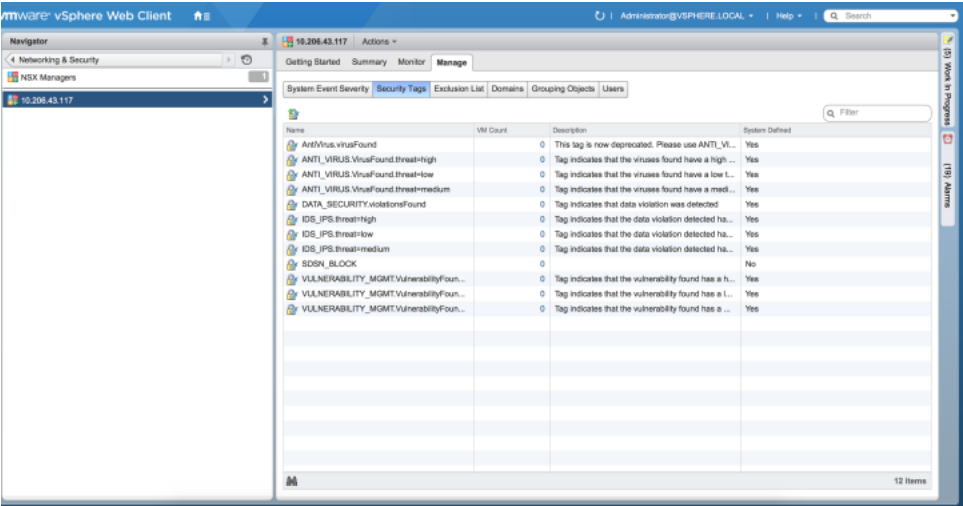 vmware® vSphere Web Client
Administrator@VSPHERE.LOCAL | Help | Search
Navigator
Networking & Security
NSX Managers 1
10.206.43.117
10.206.43.117 Actions
Getting Started Summary Monitor Manage
System Event Severity Security Tags Exclusion List Domains Grouping Objects Users
Filter
Name VM Count Description System Defined
AntiVirus.virusFound 0 This tag is now deprecated. Please use ANTI_VI... Yes
ANTI_VIRUS.VirusFound.threat=high 0 Tag indicates that the viruses found have a high ... Yes
ANTI_VIRUS.VirusFound.threat=low 0 Tag indicates that the viruses found have a low t... Yes
ANTI_VIRUS.VirusFound.threat=medium 0 Tag indicates that the viruses found have a medi... Yes
DATA_SECURITY.violationsFound 0 Tag indicates that data violation was detected Yes
IDS_IPS.threat=high 0 Tag indicates that the data violation detected ha... Yes
IDS_IPS.threat=low 0 Tag indicates that the data violation detected ha... Yes
IDS_IPS.threat=medium 0 Tag indicates that the data violation detected ha... Yes
SDSN_BLOCK 0 No
VULNERABILITY_MGMT.VulnerabilityFoun... 0 Tag indicates that the vulnerability found has a h... Yes
VULNERABILITY_MGMT.VulnerabilityFoun... 0 Tag indicates that the vulnerability found has a l... Yes
VULNERABILITY_MGMT.VulnerabilityFoun... 0 Tag indicates that the vulnerability found has a ... Yes
12 items
(5) Work In Progress
(19) Alarms